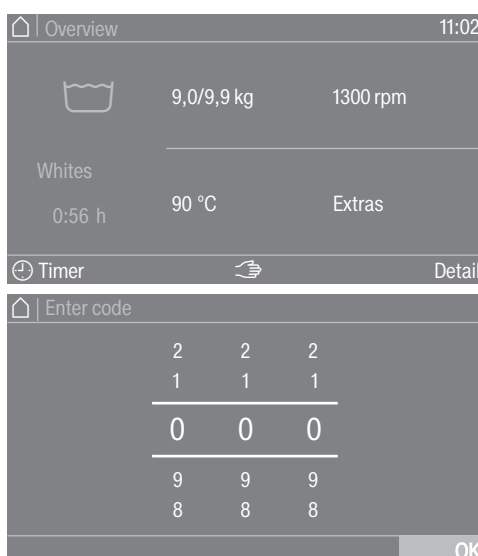 Overview 11:02
9,0/9,9 kg 1300 rpm
Whites
90 °C Extras
0:56 h
Timer Detail
Enter code
2 2 2
1 1 1
0 0 0
9 9 9
8 8 8
OK